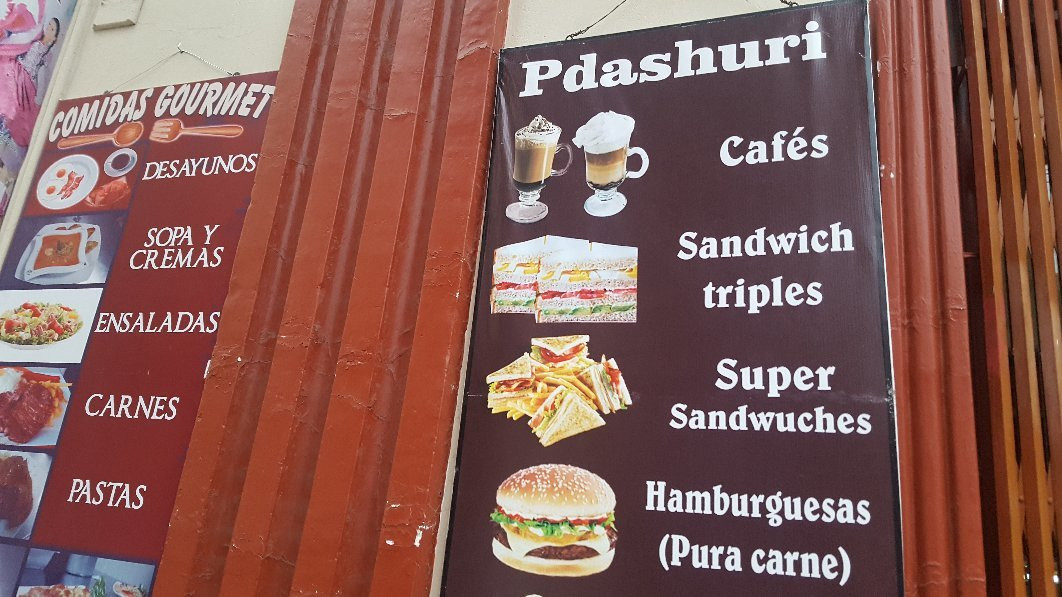 COMIDAS GOURMET
DESAYUNOS
SOPA Y
CREMAS
ENSALADAS
CARNES
PASTAS
Pdashuri
Cafés
Sandwich
triples
Super
Sandwuches
Hamburguesas
(Pura carne)